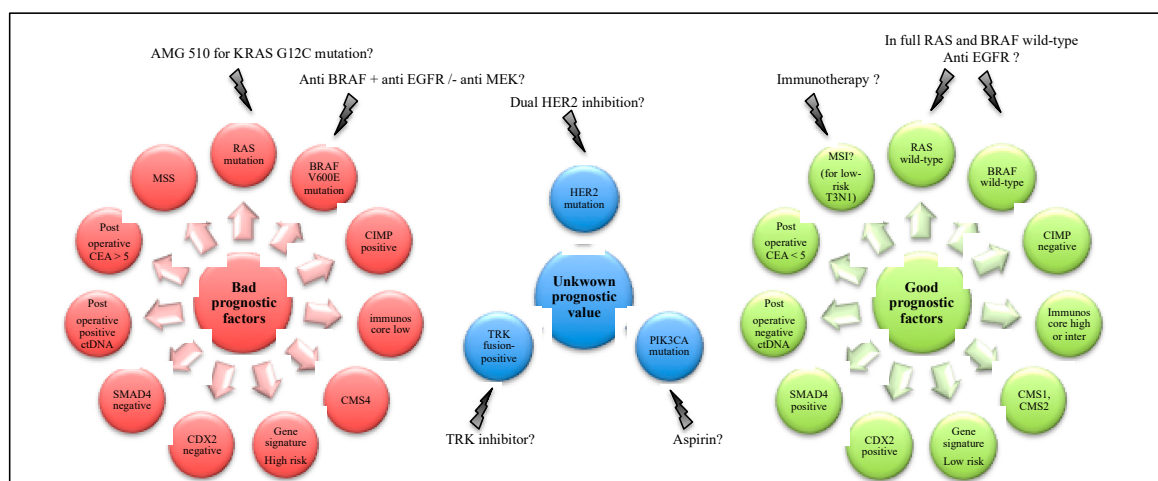 AMG 510 for KRAS G12C mutation?
Anti BRAF + anti EGFR /- anti MEK?
RAS
mutation
BRAF
V600E
mutation
CIMP
positive
immunos
core low
CMS4
Gene
signature
High risk
CDX2
negative
SMAD4
negative
Post
operative
positive
ctDNA
Post
operative
CEA > 5
MSS
Bad
prognostic
factors
Dual HER2 inhibition?
HER2
mutation
Unkwown
prognostic
value
TRK
fusion-
positive
PIK3CA
mutation
TRK inhibitor?
Aspirin?
Immunotherapy ?
In full RAS and BRAF wild-type
Anti EGFR ?
MSI?
(for low-
risk
T3N1)
RAS
wild-type
BRAF
wild-type
CIMP
negative
Immunos
core high
or inter
CMS1,
CMS2
Gene
signature
Low risk
CDX2
positive
SMAD4
positive
Post
operative
negative
ctDNA
Post
operative
CEA < 5
Good
prognostic
factors